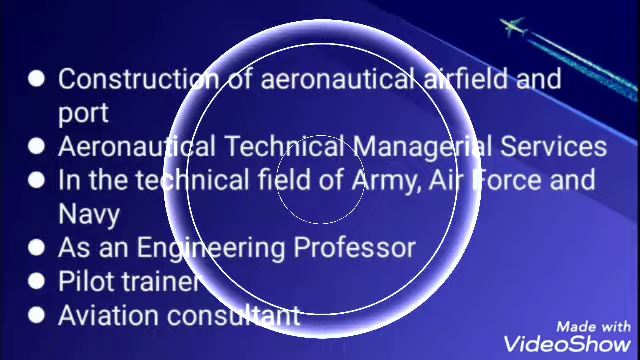 ● Construction of aeronautical airfield and
port
● Aeronautical Technical Managerial Services
● In the technical field of Army, Air Force and
Navy
● As an Engineering Professor
● Pilot trainer
● Aviation consultant
Made with
VideoShow